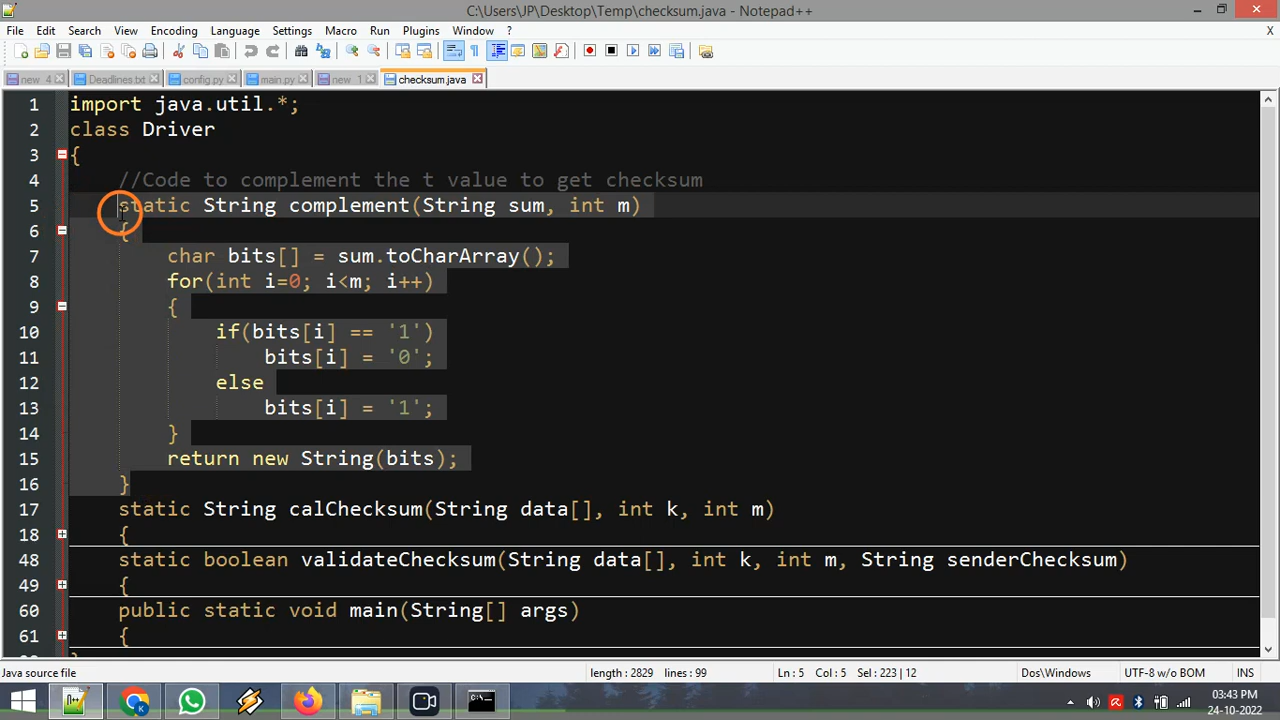 C:\Users\JP\Desktop\Temp\checksum.java - Notepad++
File Edit Search View Encoding Language Settings Macro Run Plugins Window ? X
new 4 Deadlines.txt config.py main.py new 1 checksum.java
1 import java.util.*;
2 class Driver
3 {
4 //Code to complement the t value to get checksum
5 static String complement(String sum, int m)
6 {
7 char bits[] = sum.toCharArray();
8 for(int i=0; i<m; i++)
9 {
10 if(bits[i] == '1')
11 bits[i] = '0';
12 else
13 bits[i] = '1';
14 }
15 return new String(bits);
16 }
17 static String calChecksum(String data[], int k, int m)
18 {
48 static boolean validateChecksum(String data[], int k, int m, String senderChecksum)
49 {
60 public static void main(String[] args)
61 {
Java source file length : 2829 lines : 99 Ln : 5 Col : 5 Sel : 223 | 12 Dos\Windows UTF-8 w/o BOM INS
03:43 PM
24-10-2022